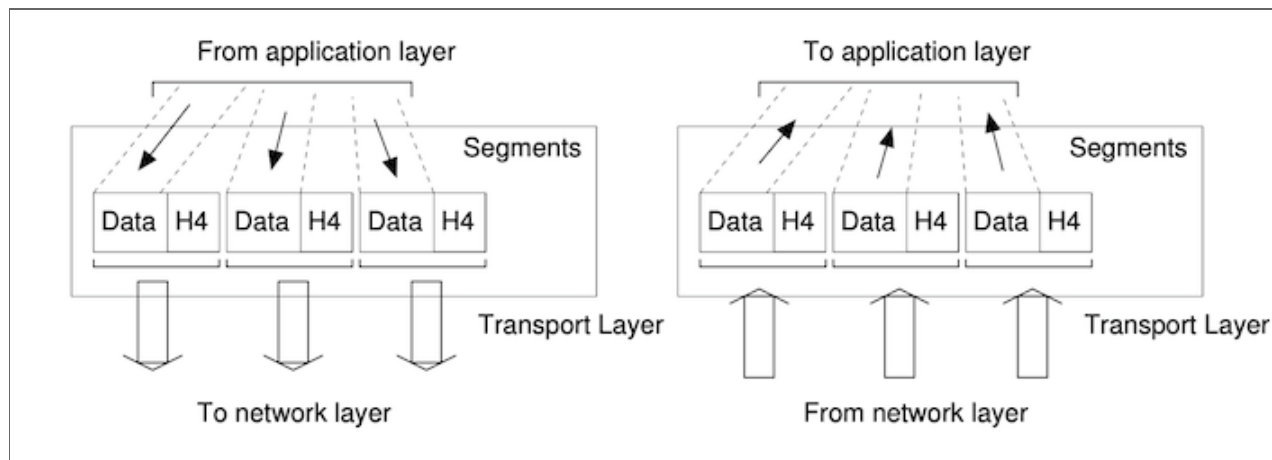 From application layer
Segments
Data H4 Data H4 Data H4
Transport Layer
To network layer
To application layer
Segments
Data H4 Data H4 Data H4
Transport Layer
From network layer